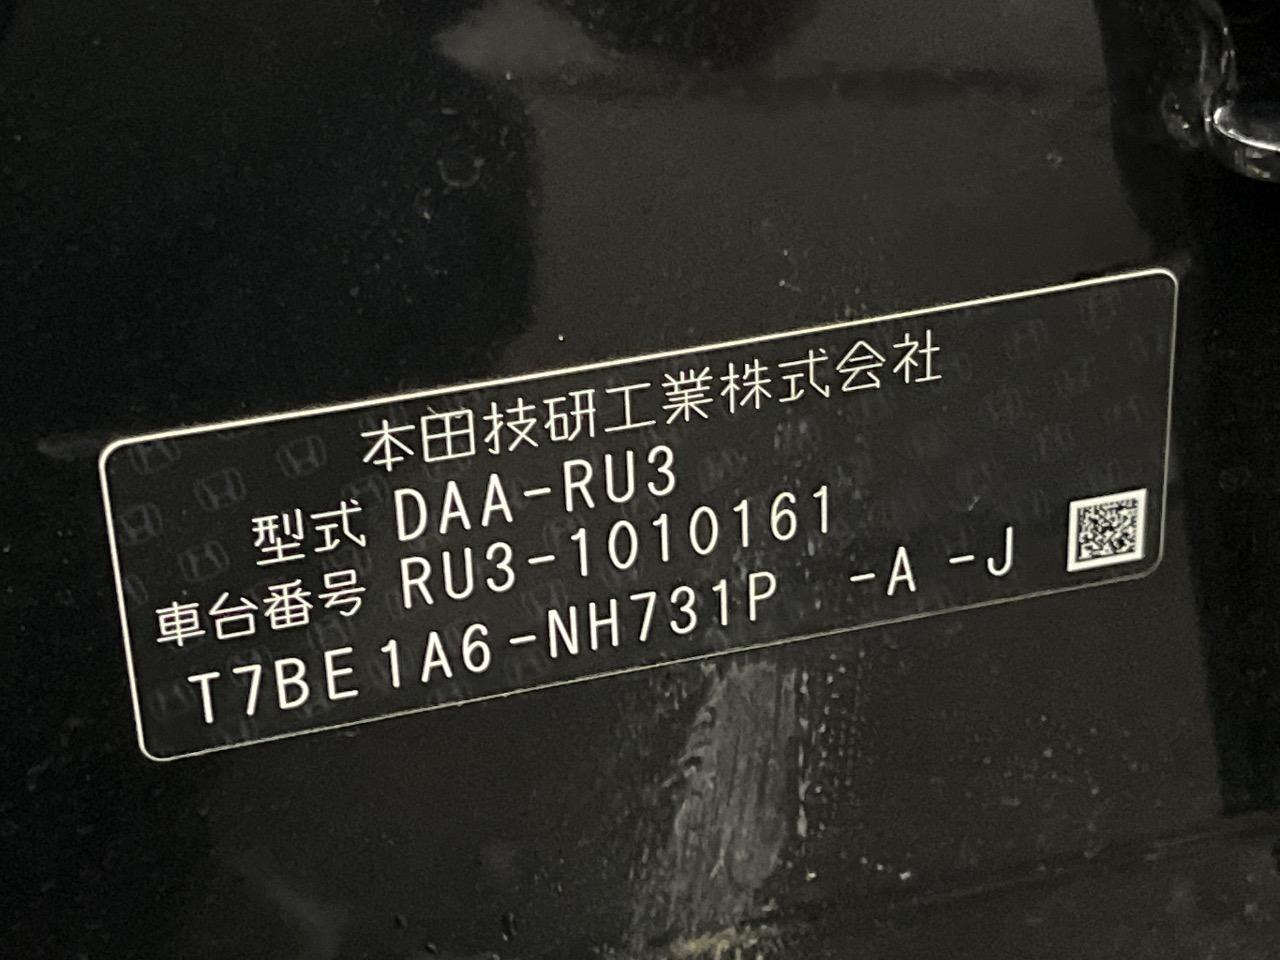 本田技研工業株式会社
型式 DAA-RU3
車台番号 RU3-1010161
T7BE1A6-NH731P -A -J